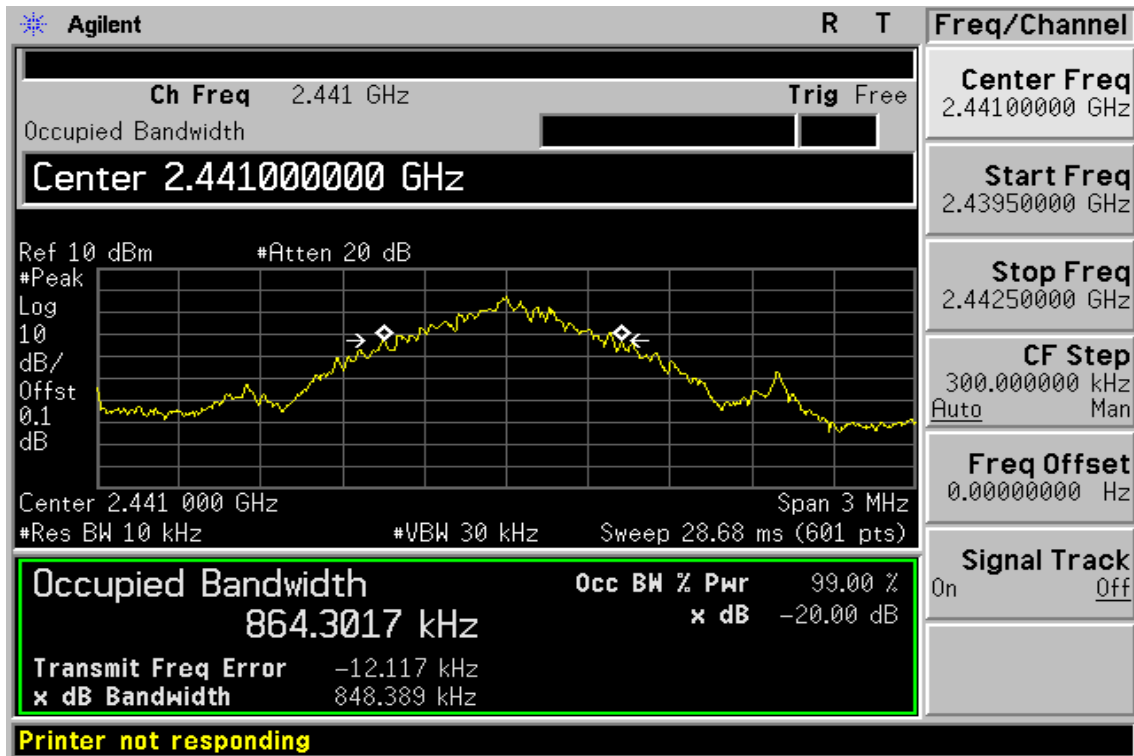 Agilent
R T
Ch Freq 2.441 GHz
Trig Free
Occupied Bandwidth
Center 2.441000000 GHz
Ref 10 dBm
#Atten 20 dB
#Peak
Log
10
dB/
Offst
0.1
dB
Center 2.441 000 GHz
Span 3 MHz
#Res BW 10 kHz
#VBW 30 kHz
Sweep 28.68 ms (601 pts)
Occupied Bandwidth
864.3017 kHz
Occ BW % Pwr 99.00 %
x dB -20.00 dB
Transmit Freq Error -12.117 kHz
x dB Bandwidth 848.389 kHz
Printer not responding
Freq/Channel
Center Freq
2.44100000 GHz
Start Freq
2.43950000 GHz
Stop Freq
2.44250000 GHz
CF Step
300.000000 kHz
Auto Man
Freq Offset
0.00000000 Hz
Signal Track
On Off